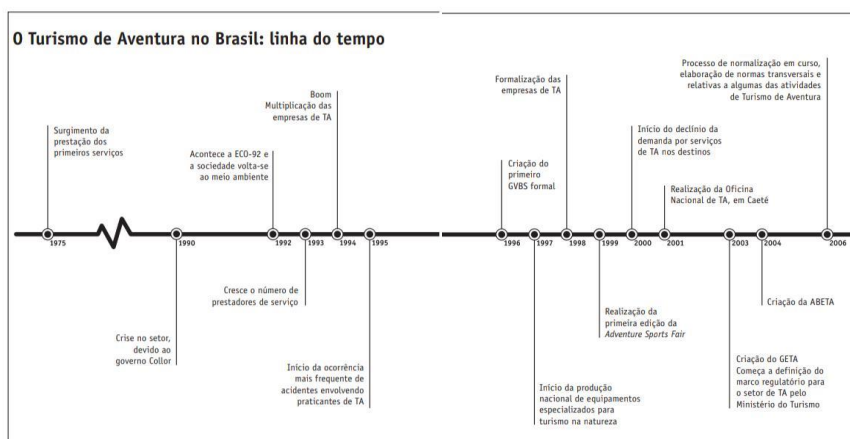 O Turismo de Aventura no Brasil: linha do tempo
Surgimento da
prestação dos
primeiros serviços
Acontece a ECO-92 e
a sociedade volta-se
ao meio ambiente
Boom
Multiplicação das
empresas de TA
Criação do
primeiro
GVBS formal
Formalização das
empresas de TA
Início do declínio da
demanda por serviços
de TA nos destinos
Realização da Oficina
Nacional de TA, em Caeté
Processo de normalização em curso,
elaboração de normas transversais e
relativas a algumas das atividades
de Turismo de Aventura
1975
1990
1992
1993
1994
1995
1996
1997
1998
1999
2000
2001
2003
2004
2006
Crise no setor,
devido ao
governo Collor
Cresce o número de
prestadores de serviço
Início da ocorrência
mais frequente de
acidentes envolvendo
praticantes de TA
Início da produção
nacional de equipamentos
especializados para
turismo na natureza
Realização da
primeira edição da
Adventure Sports Fair
Criação do GETA
Começa a definição do
marco regulatório para
o setor de TA pelo
Ministério do Turismo
Criação da ABETA